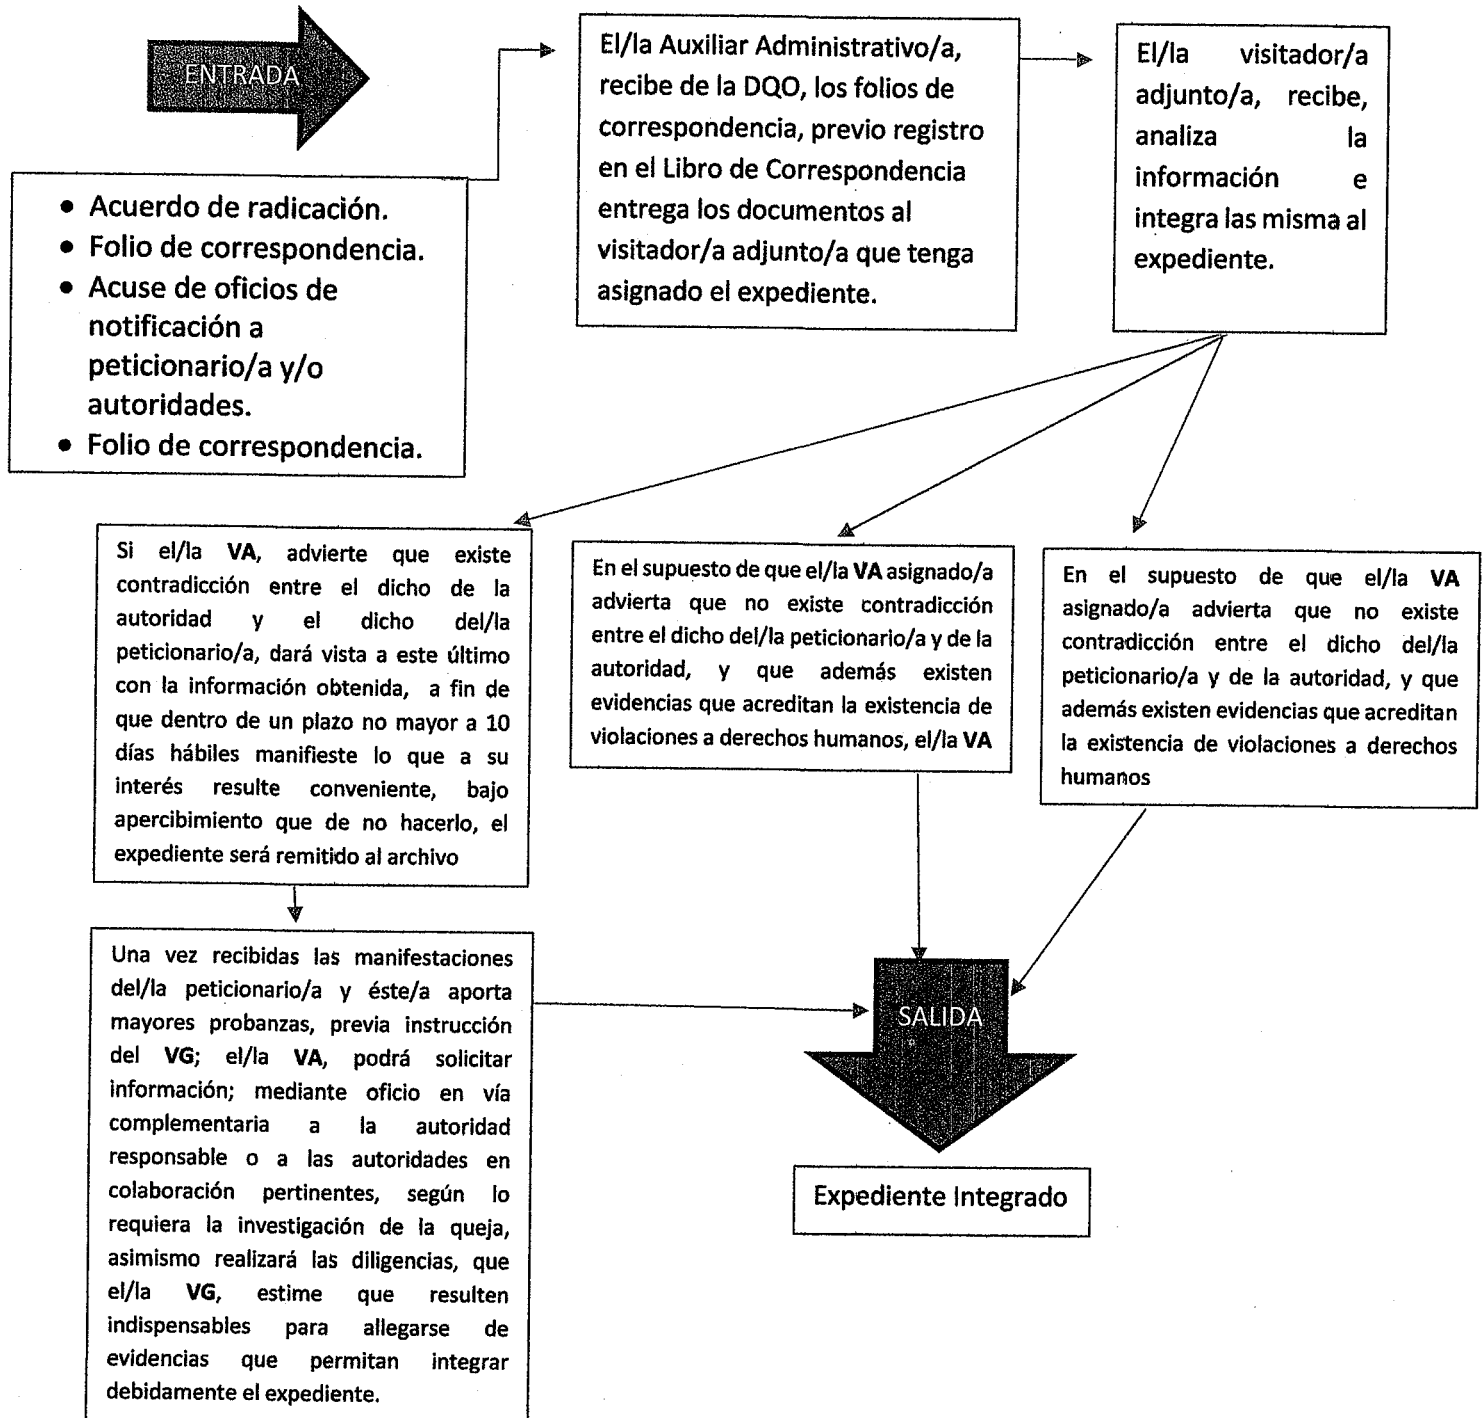 ENTRADA
• Acuerdo de radicación.
• Folio de correspondencia.
• Acuse de oficios de
notificación a
peticionario/a y/o
autoridades.
• Folio de correspondencia.
El/la Auxiliar Administrativo/a,
recibe de la DQO, los folios de
correspondencia, previo registro
en el Libro de Correspondencia
entrega los documentos al
visitador/a adjunto/a que tenga
asignado el expediente.
El/la visitador/a
adjunto/a, recibe,
analiza la
información e
integra las misma al
expediente.
Si el/la VA, advierte que existe
contradicción entre el dicho de la
autoridad y el dicho del/la
peticionario/a, dará vista a este último
con la información obtenida, a fin de
que dentro de un plazo no mayor a 10
días hábiles manifieste lo que a su
interés resulte conveniente, bajo
apercibimiento que de no hacerlo, el
expediente será remitido al archivo
En el supuesto de que el/la VA asignado/a
advierta que no existe contradicción
entre el dicho del/la peticionario/a y de la
autoridad, y que además existen
evidencias que acreditan la existencia de
violaciones a derechos humanos, el/la VA
En el supuesto de que el/la VA
asignado/a advierta que no existe
contradicción entre el dicho del/la
peticionario/a y de la autoridad, y que
además existen evidencias que acreditan
la existencia de violaciones a derechos
humanos
Una vez recibidas las manifestaciones
del/la peticionario/a y éste/a aporta
mayores probanzas, previa instrucción
del VG; el/la VA, podrá solicitar
información; mediante oficio en vía
complementaria a la autoridad
responsable o a las autoridades en
colaboración pertinentes, según lo
requiera la investigación de la queja,
asimismo realizará las diligencias, que
el/la VG, estime que resulten
indispensables para allegarse de
evidencias que permitan integrar
debidamente el expediente.
SALIDA
Expediente Integrado